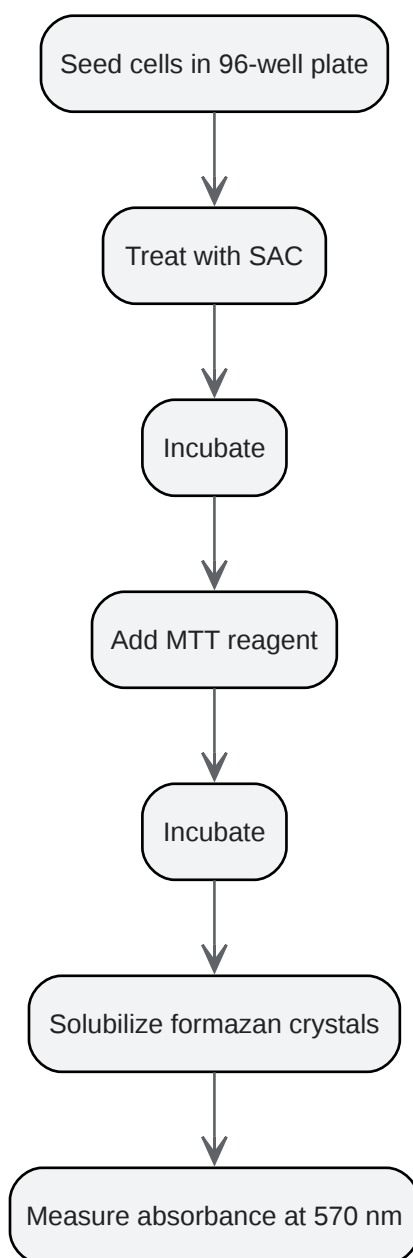 Seed cells in 96-well plate
Treat with SAC
Incubate
Add MTT reagent
Incubate
Solubilize formazan crystals
Measure absorbance at 570 nm